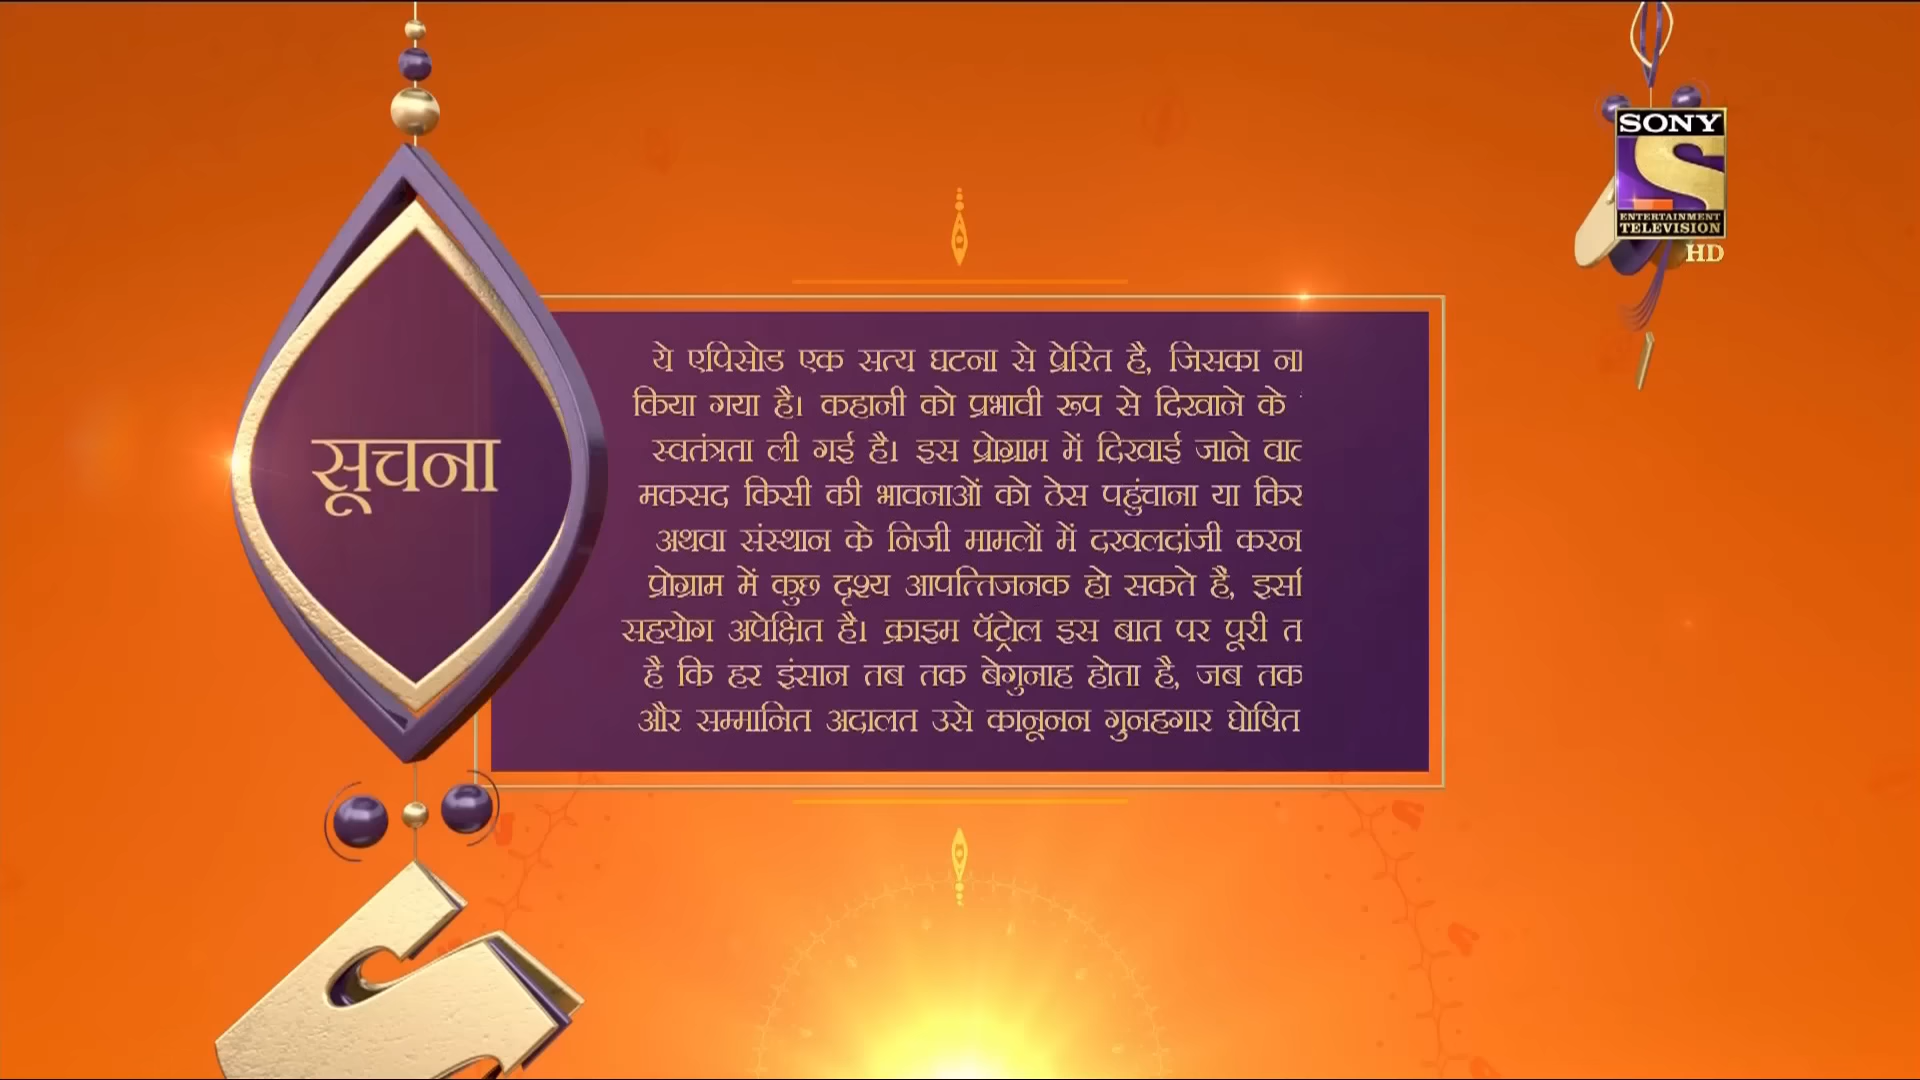 सूचना
ये एपिसोड एक सत्य घटना से प्रेरित है, जिसका ना
किया गया है। कहानी को प्रभावी रूप से दिखाने के
स्वतंत्रता ली गई है। इस प्रोग्राम में दिखाई जाने
मकसद किसी की भावनाओं को ठेस पहुंचाना या
अथवा संस्थान के निजी मामलों में दखलदांजी करन
प्रोग्राम में कुछ दृश्य आपत्तिजनक हो सकते हैं,
सहयोग अपेक्षित है। क्राइम पॅट्रोल इस बात पर पूरी त
है कि हर इंसान तब तक बेगुनाह होता है, जब तक
और सम्मानित अदालत उसे कानूनन गुनहगार घोषित
SONY
ENTERTAINMENT
TELEVISION
HD